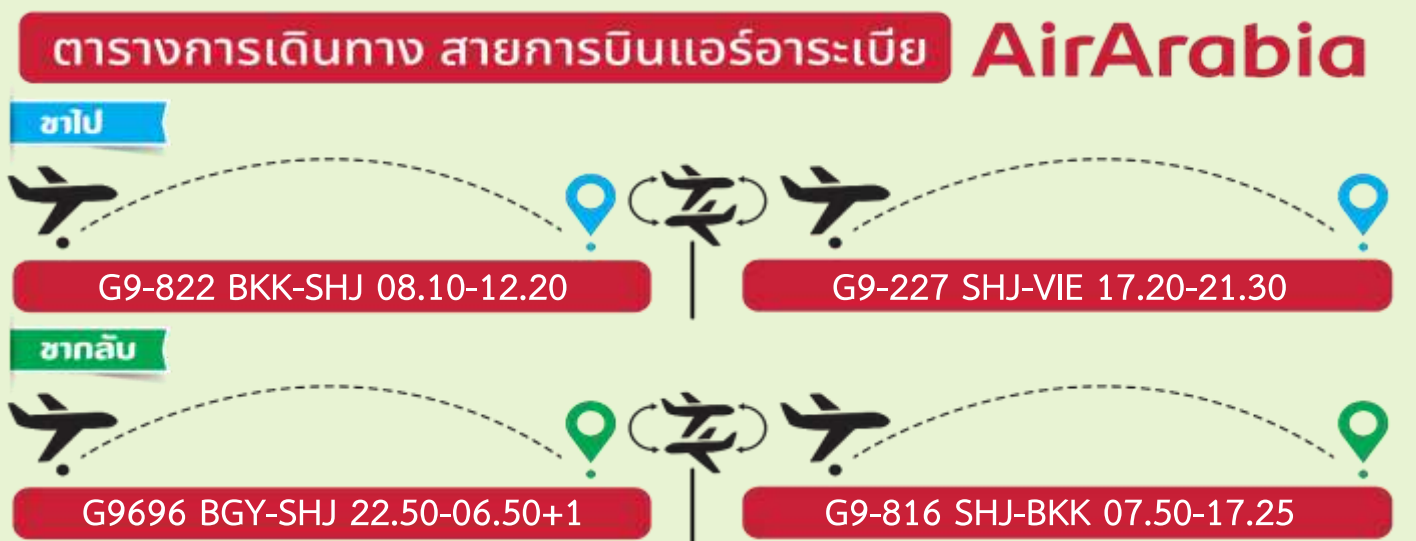 ตารางการเดินทาง สายการบินแอร์อาระเบีย AirArabia
ขาไป
G9-822 BKK-SHJ 08.10-12.20
G9-227 SHJ-VIE 17.20-21.30
ขากลับ
G9696 BGY-SHJ 22.50-06.50+1
G9-816 SHJ-BKK 07.50-17.25